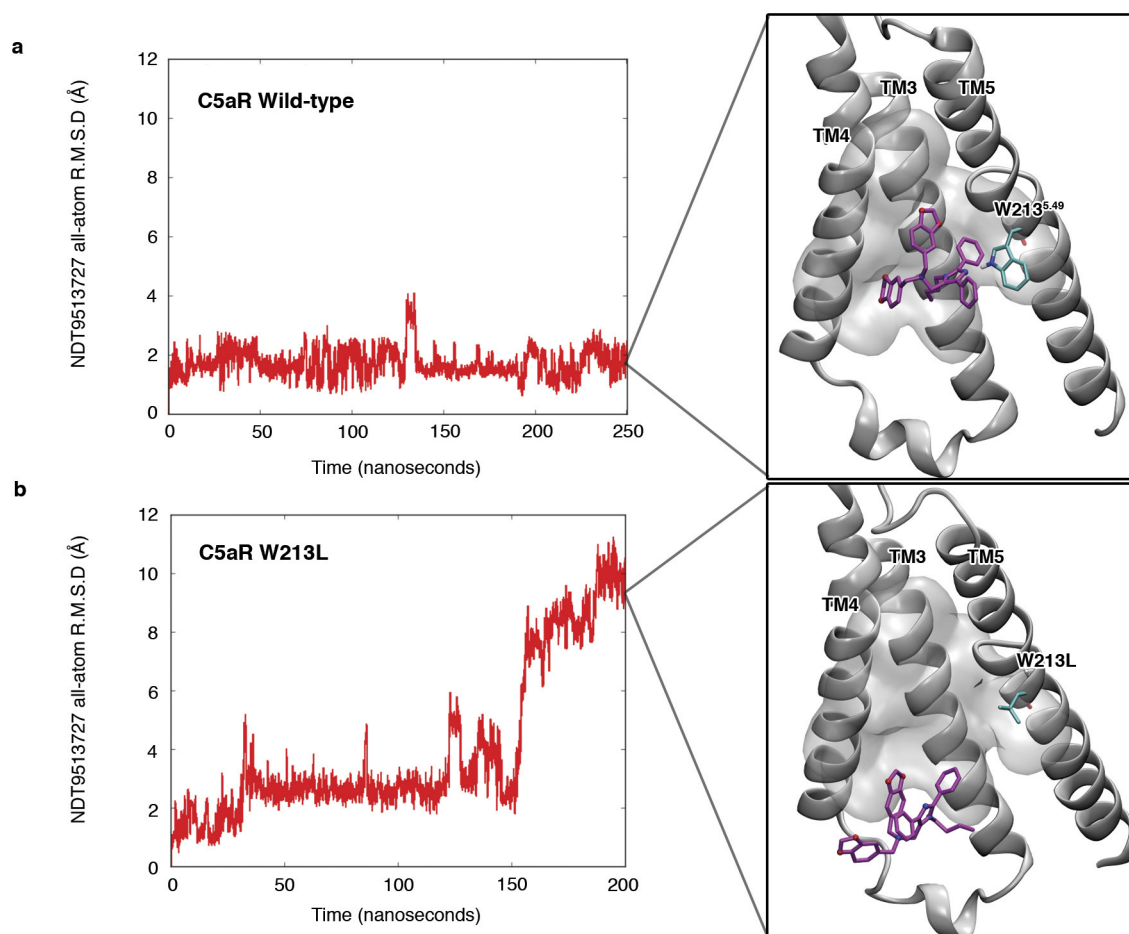 a
NDT9513727 all-atom R.M.S.D (Å)
12
10
8
6
4
2
0
C5aR Wild-type
0 50 100 150 200 250
Time (nanoseconds)
TM3 TM5
TM4
W213⁵·⁴⁹
b
NDT9513727 all-atom R.M.S.D (Å)
12
10
8
6
4
2
0
C5aR W213L
0 50 100 150 200
Time (nanoseconds)
TM3 TM5
TM4
W213L